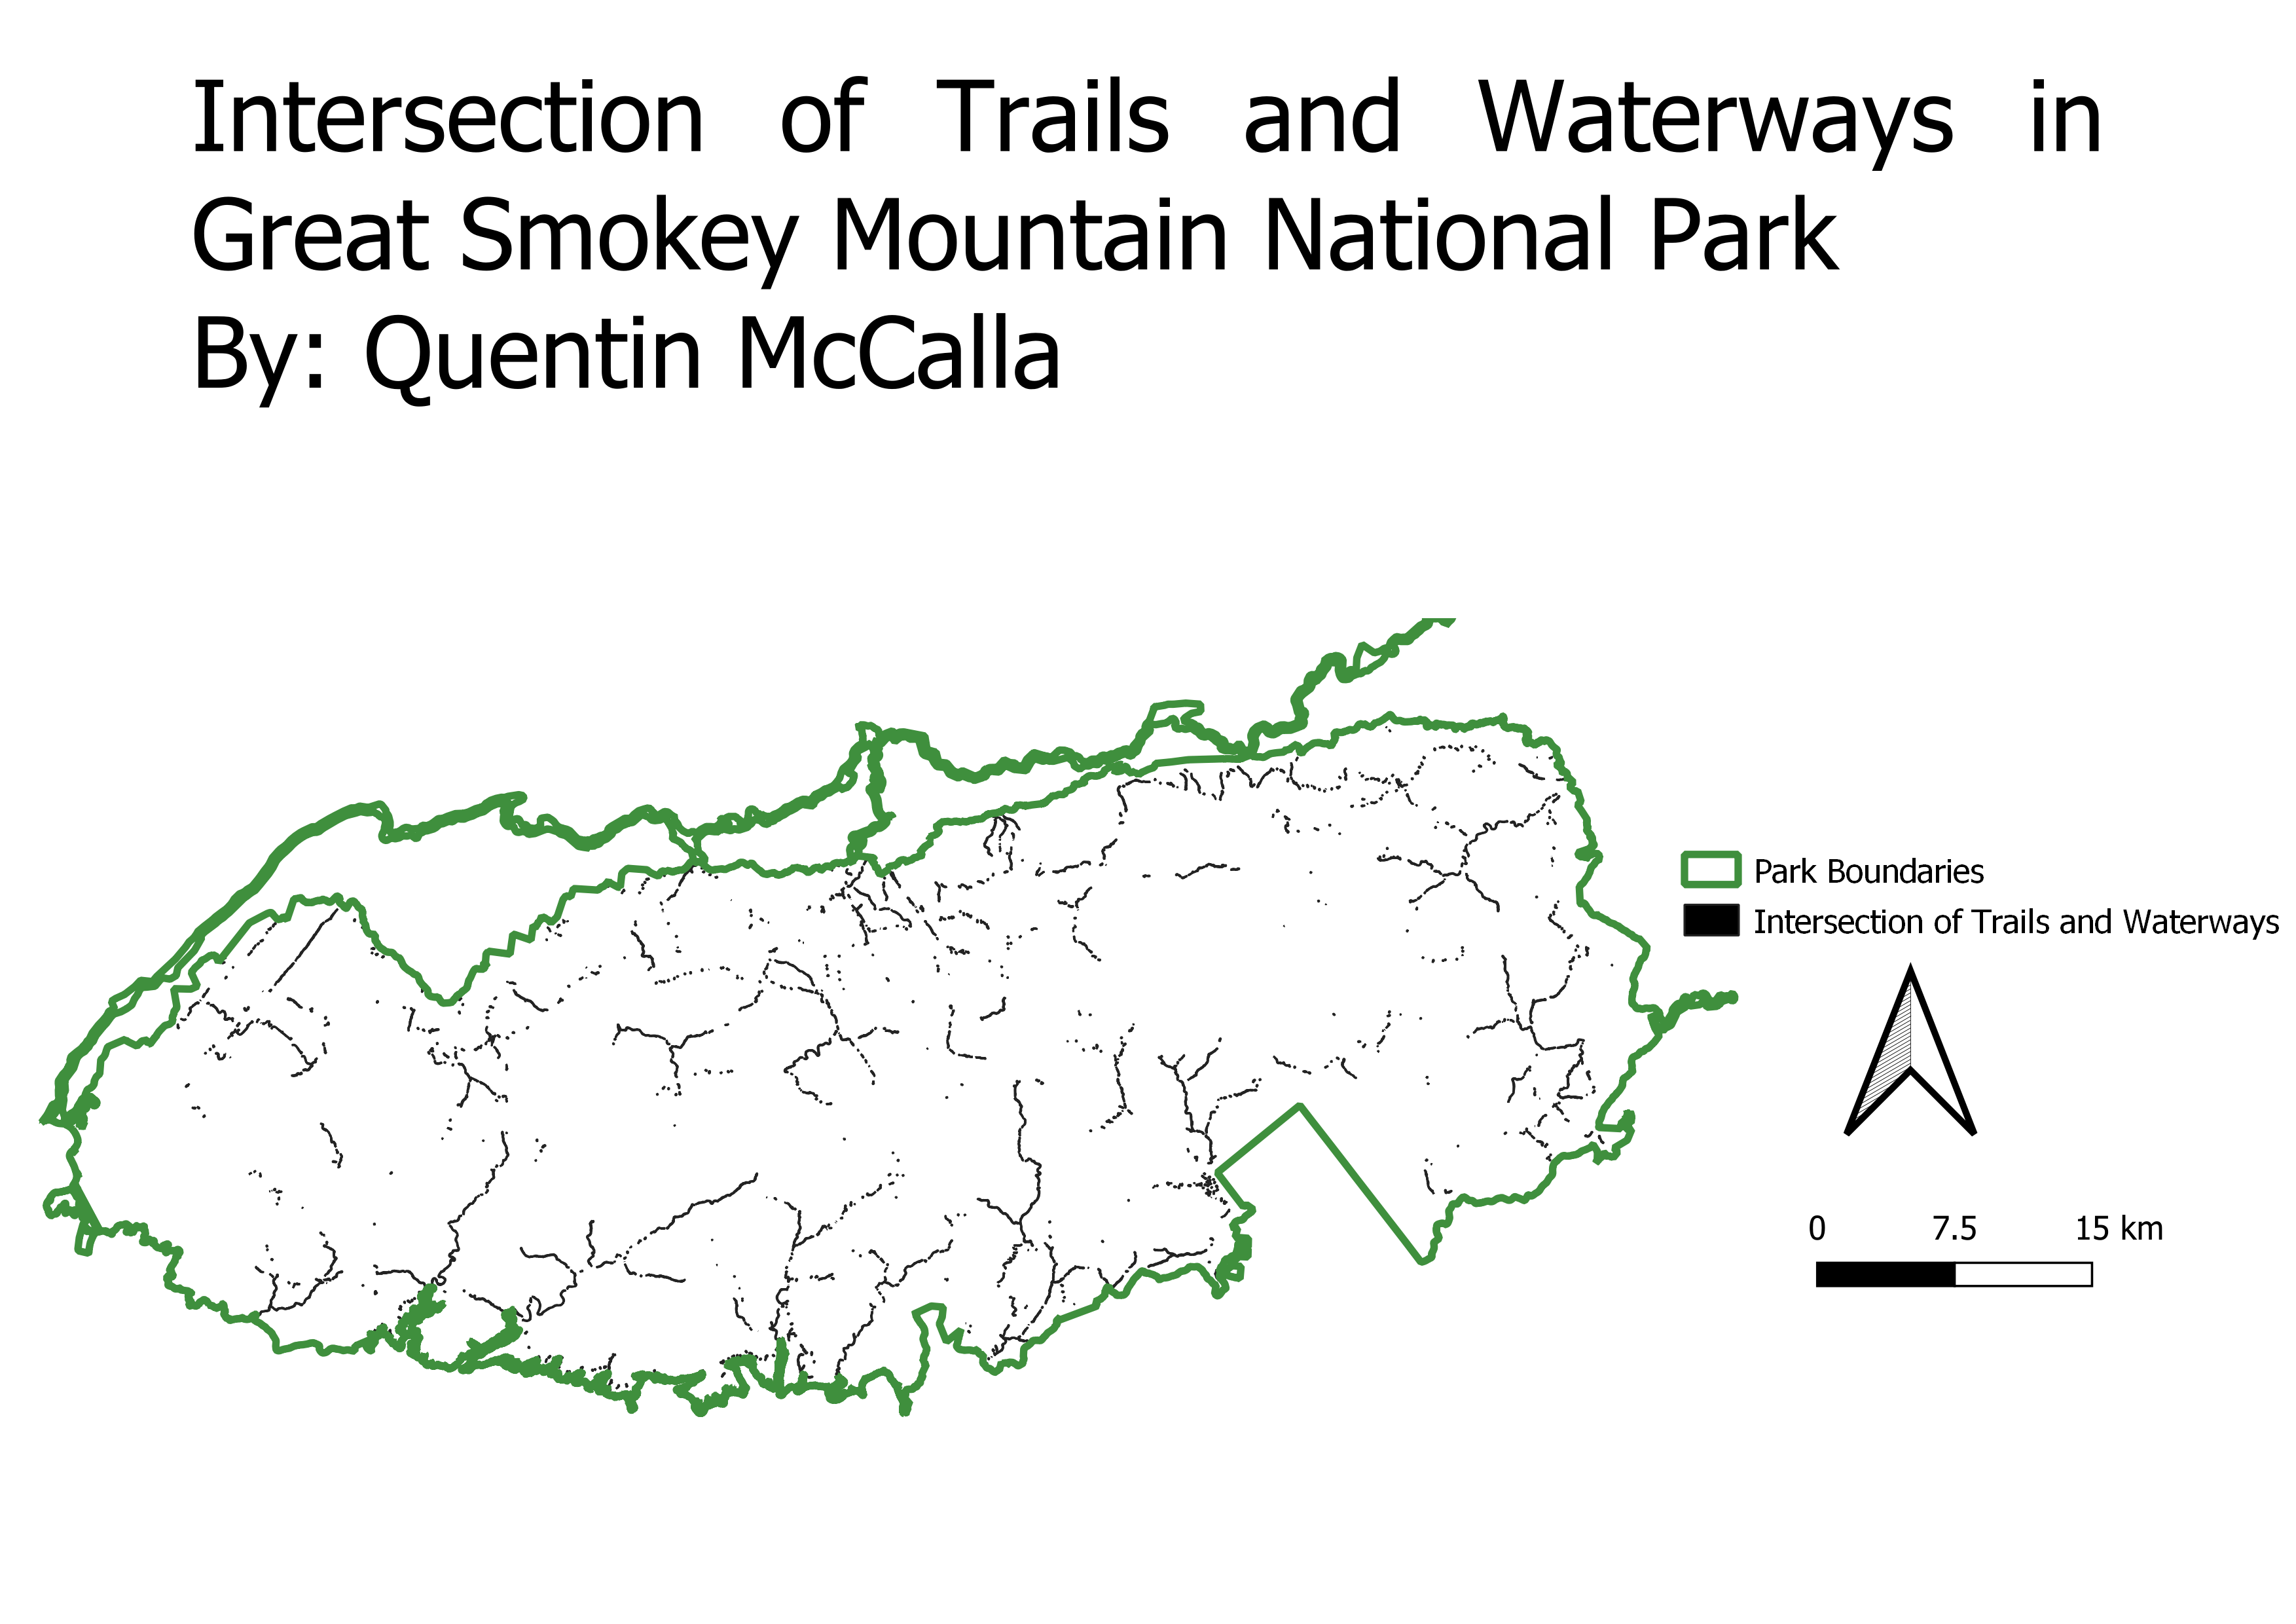 Intersection of Trails and Waterways in
Great Smokey Mountain National Park
By: Quentin McCalla
Park Boundaries
Intersection of Trails and Waterways
0 7.5 15 km